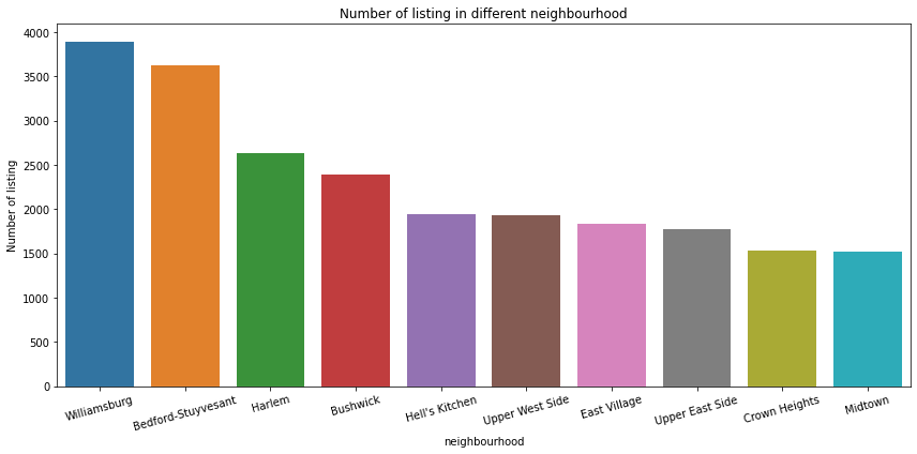 Number of listing in different neighbourhood
Number of listing
4000
3500
3000
2500
2000
1500
1000
500
0
Williamsburg
Bedford-Stuyvesant
Harlem
Bushwick
Hell's Kitchen
Upper West Side
East Village
Upper East Side
Crown Heights
Midtown
neighbourhood